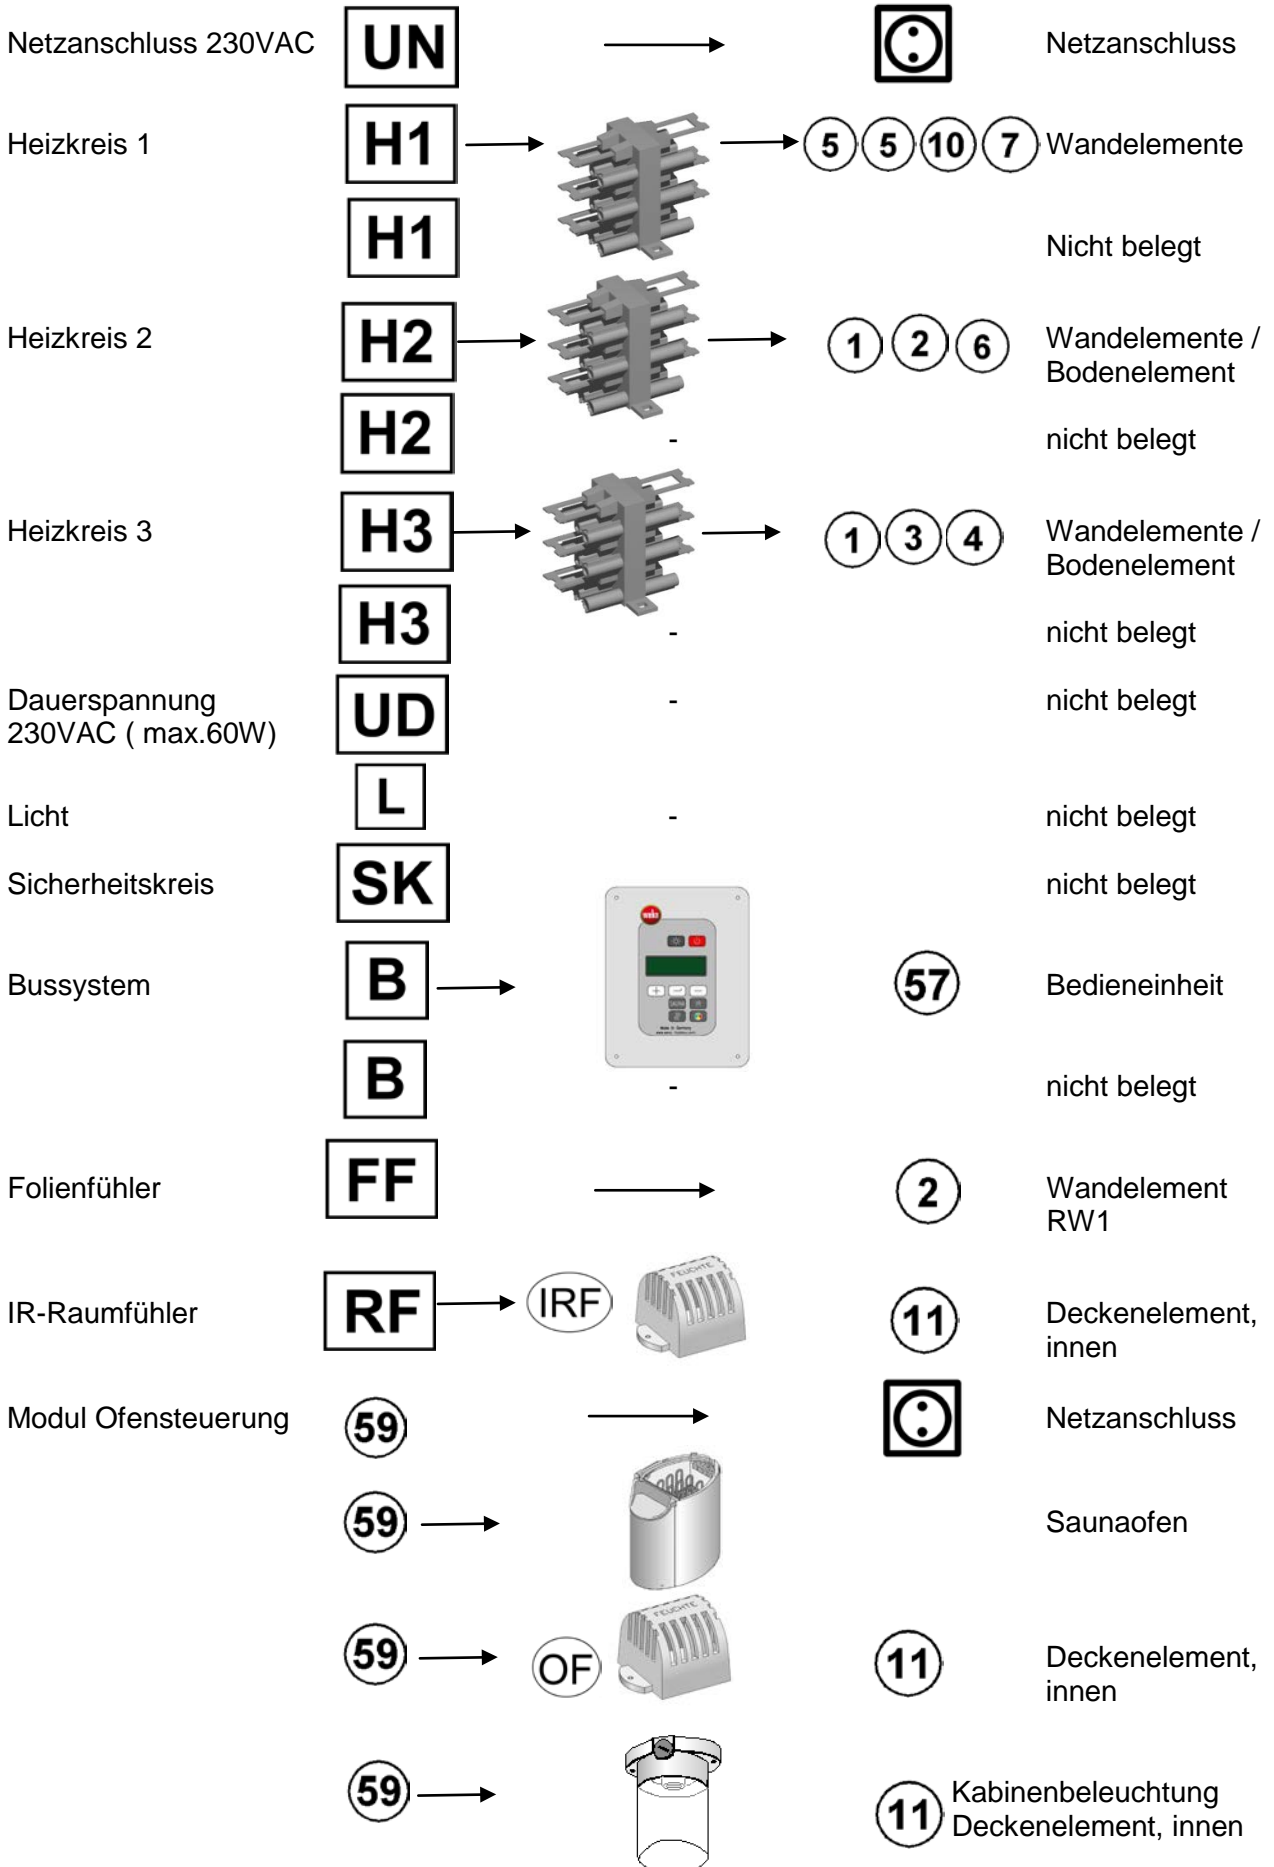 Netzanschluss 230VAC UN Netzanschluss
Heizkreis 1 H1 5 5 10 7 Wandelemente
H1 Nicht belegt
Heizkreis 2 H2 1 2 6 Wandelemente /
Bodenelement
H2 - nicht belegt
Heizkreis 3 H3 1 3 4 Wandelemente /
Bodenelement
H3 - nicht belegt
Dauerspannung UD - nicht belegt
230VAC ( max.60W)
Licht L - nicht belegt
Sicherheitskreis SK nicht belegt
Bussystem B 57 Bedieneinheit
B - nicht belegt
Folienfühler FF 2 Wandelement
RW1
IR-Raumfühler RF IRF FEUCHTE 11 Deckenelement,
innen
Modul Ofensteuerung 59 Netzanschluss
59 Saunaofen
59 OF FEUCHTE 11 Deckenelement,
innen
59 11 Kabinenbeleuchtung
Deckenelement, innen